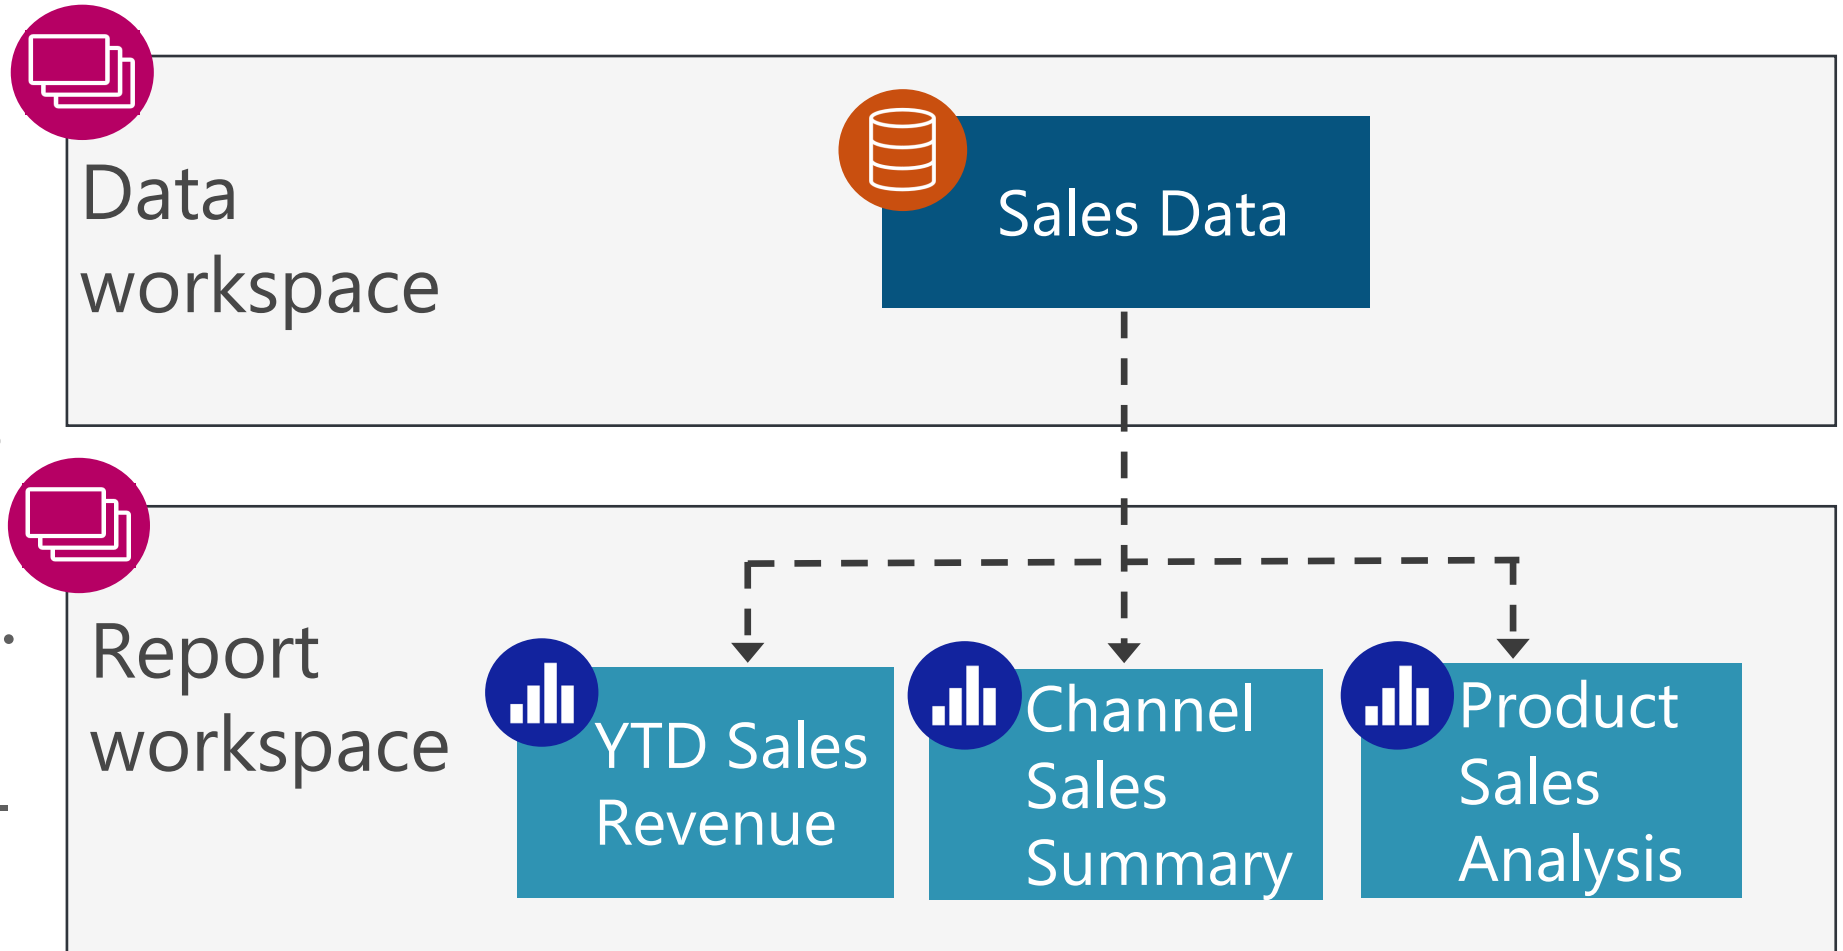 Data
workspace
Sales Data
Report
workspace
YTD Sales
Revenue
Channel
Sales
Summary
Product
Sales
Analysis